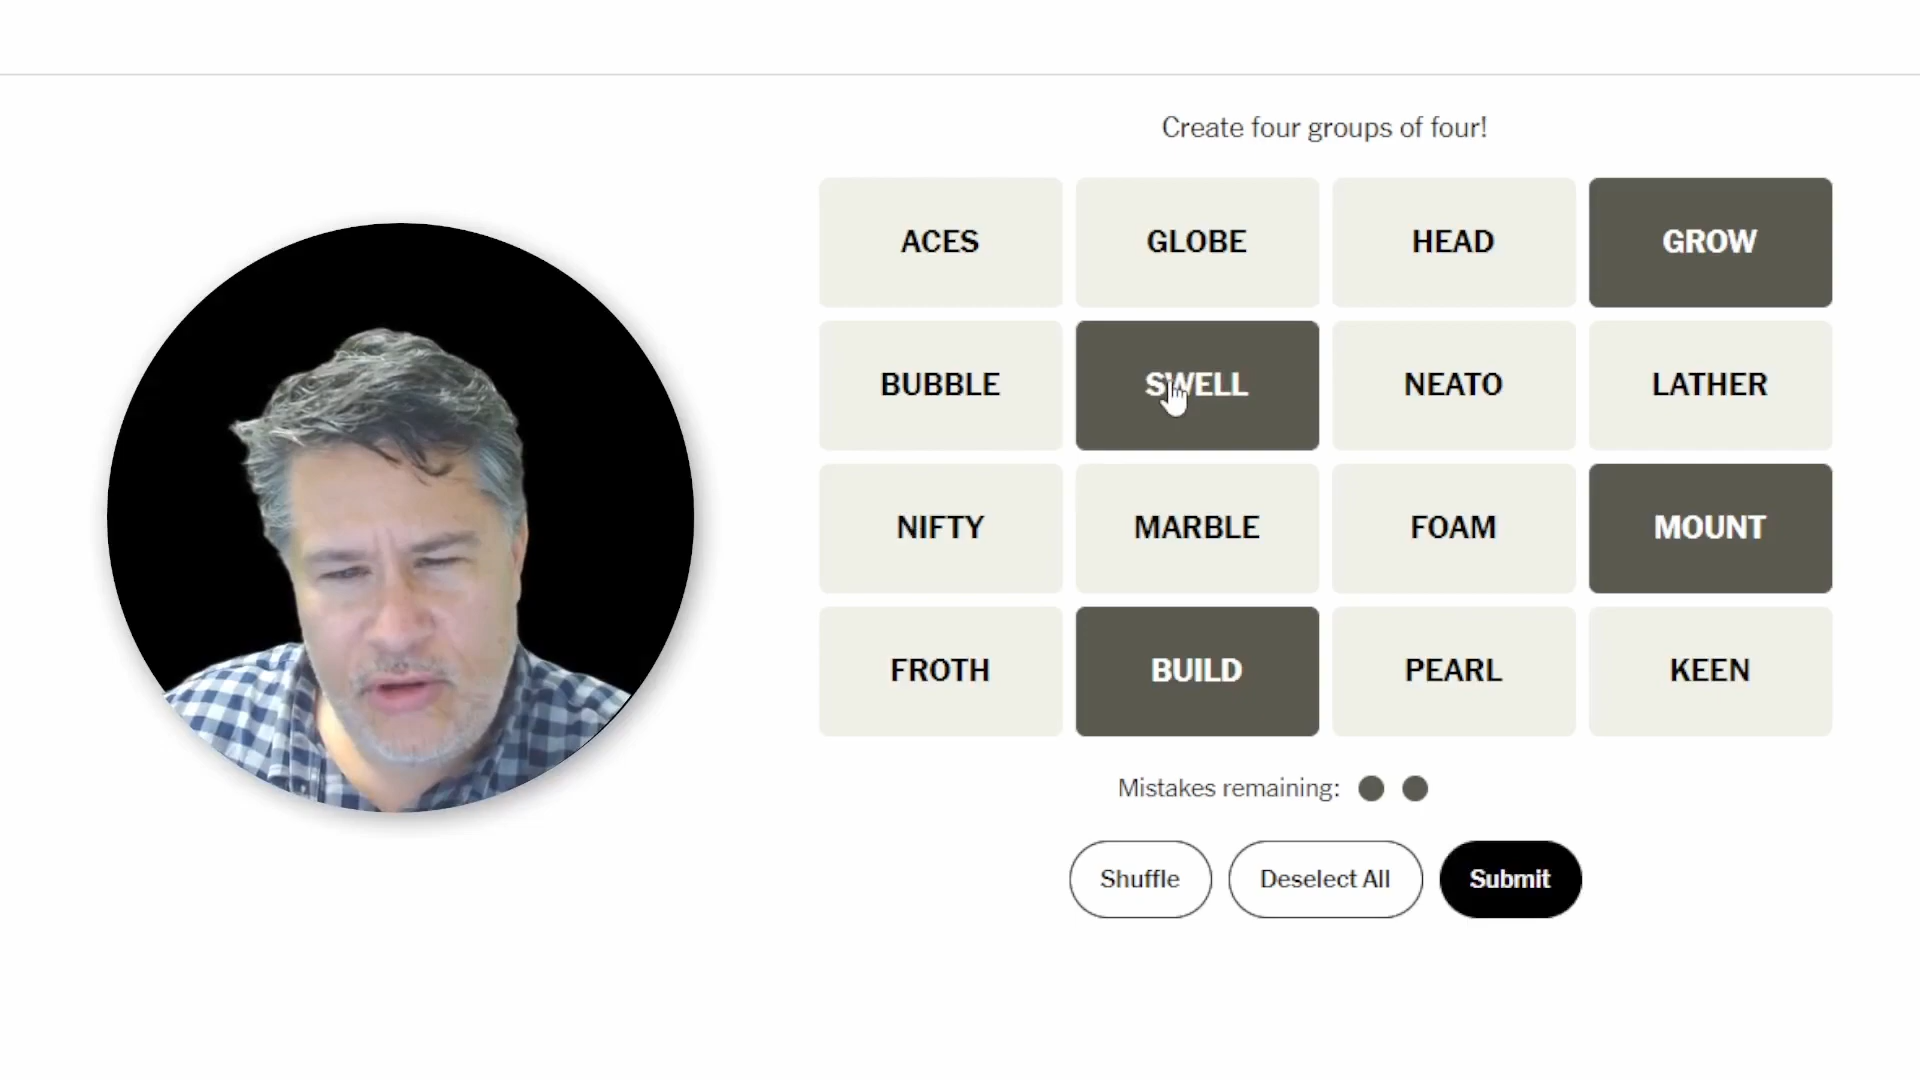 Create four groups of four!
ACES GLOBE HEAD GROW
BUBBLE SWELL NEATO LATHER
NIFTY MARBLE FOAM MOUNT
FROTH BUILD PEARL KEEN
Mistakes remaining:
Shuffle Deselect All Submit